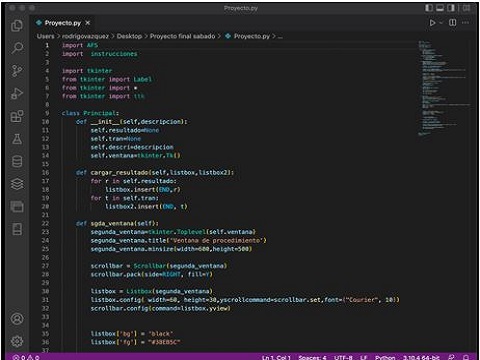 Proyecto.py
Proyecto.py
Users > rodrigovazquez > Desktop > Proyecto final sabado > Proyecto.py > ...
1 import AFS
2 import instrucciones
3
4 import tkinter
5 from tkinter import Label
6 from tkinter import *
7 from tkinter import ttk
8
9 class Principal:
10 def __init__(self,descripcion):
11 self.resultado=None
12 self.tran=None
13 self.descri=descripcion
14 self.ventana=tkinter.Tk()
15
16 def cargar_resultado(self,listbox,listbox2):
17 for r in self.resultado:
18 listbox.insert(END,r)
19 for t in self.tran:
20 listbox2.insert(END, t)
21
22 def sgda_ventana(self):
23 segunda_ventana=tkinter.Toplevel(self.ventana)
24 segunda_ventana.title("Ventana de procedimiento")
25 segunda_ventana.minsize(width=600,height=500)
26
27 scrollbar = Scrollbar(segunda_ventana)
28 scrollbar.pack(side=RIGHT, fill=Y)
29
30 listbox = Listbox(segunda_ventana)
31 listbox.config( width=60, height=30,yscrollcommand=scrollbar.set,font=("Courier", 10))
32 scrollbar.config(command=listbox.yview)
33
34
35 listbox['bg'] = "black"
36 listbox['fg'] = "#38EB5C"
37
0 0 Ln 1, Col 1 Spaces: 4 UTF-8 LF Python 3.10.4 64-bit